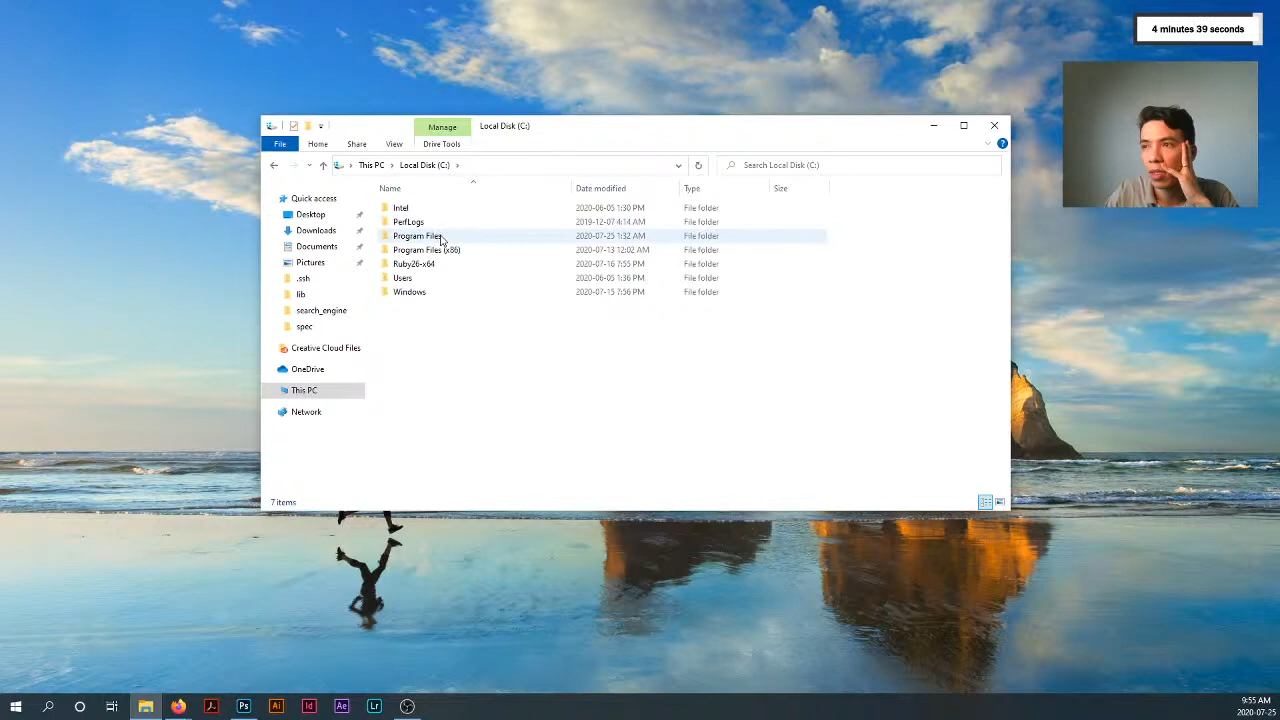 4 minutes 39 seconds
Manage
Local Disk (C:)
File
Home
Share
View
Drive Tools
This PC
Local Disk (C:)
Search Local Disk (C:)
Name
Date modified
Type
Size
Quick access
Desktop
Downloads
Documents
Pictures
.ssh
lib
search_engine
spec
Creative Cloud Files
OneDrive
This PC
Network
Intel 2020-06-05 1:30 PM File folder
PerfLogs 2019-12-07 4:14 AM File folder
Program Files 2020-07-25 1:32 AM File folder
Program Files (x86) 2020-07-13 12:02 AM File folder
Ruby26-x64 2020-07-16 7:55 PM File folder
Users 2020-06-05 1:36 PM File folder
Windows 2020-07-15 7:56 PM File folder
7 items
Ps
Ai
Id
Ae
Lr
9:55 AM
2020-07-25